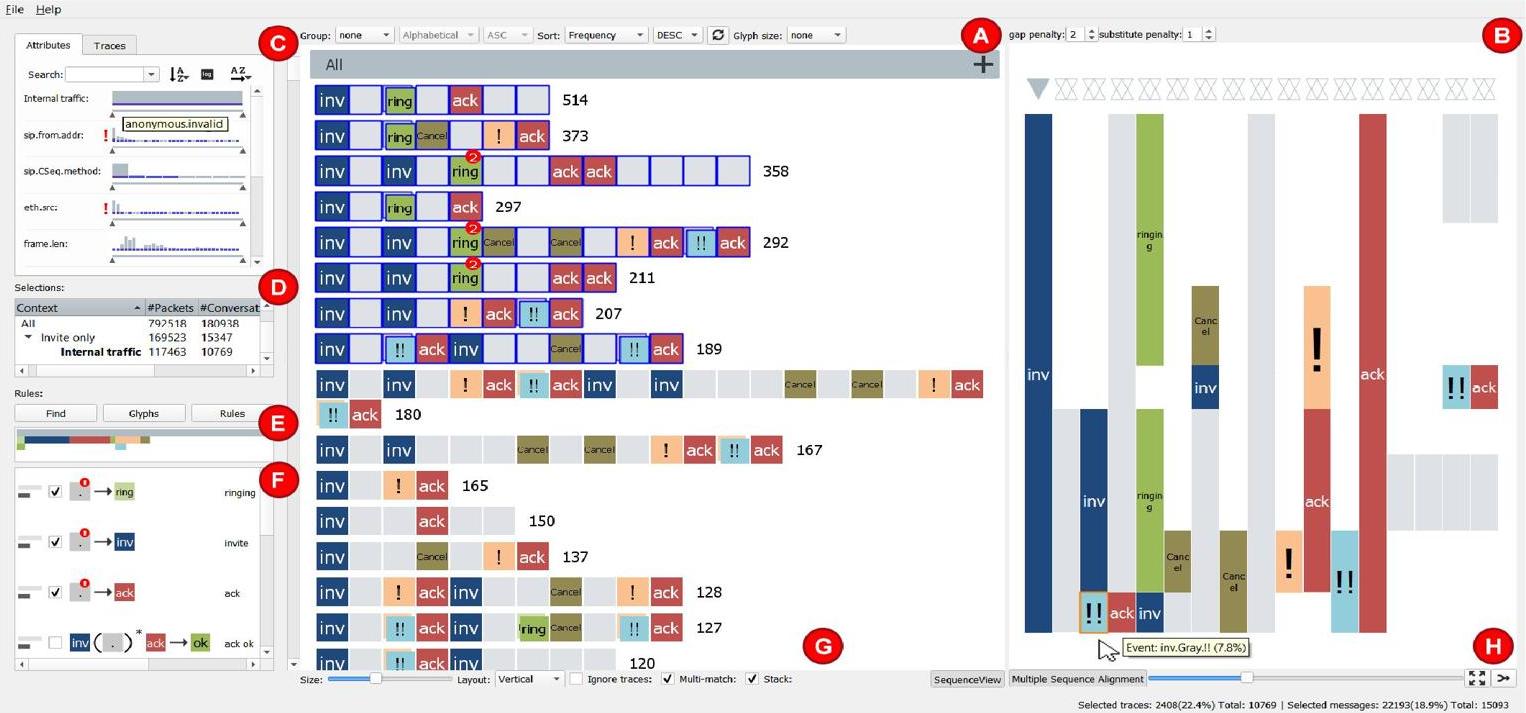 File Help
Attributes Traces
C
Search: log
Internal traffic:
anonymous.invalid
sip.from.addr: !
sip.CSeq.method:
eth.src: !
frame.len:
Selections:
D
Context #Packets #Conversat
All 792518 180938
Invite only 169523 15347
Internal traffic 117463 10769
Rules:
Find Glyphs Rules
E
F
. ring ringing
. inv invite
. ack ack
inv ( . ) * ack ok ack ok
Group: none Alphabetical ASC Sort: Frequency DESC Glyph size: none
A
All +
inv ring ack 514
inv ring Cancel ! ack 373
inv inv ring 2 ack ack 358
inv ring ack 297
inv inv ring 2 Cancel Cancel ! ack !! ack 292
inv inv ring 2 ack ack 211
inv inv ! ack !! ack 207
inv !! ack inv Cancel !! ack 189
inv inv ! ack !! ack inv inv Cancel Cancel ! ack
!! ack 180
inv inv Cancel Cancel ! ack !! ack 167
inv ! ack 165
inv ack 150
inv Cancel ! ack 137
inv ! ack inv Cancel ! ack 128
inv !! ack inv ring Cancel !! ack 127
inv !! ack inv 120
G
Size: Layout: Vertical Ignore traces: Multi-match: Stack: SequenceView
gap penalty: 2 substitute penalty: 1
B
ringin
g
Canc
el
!
inv
inv
ack
!! ack
inv
ringin
g
ack
Canc
el
Canc
el
!
!!
!! ack inv
Event: inv.Gray.!! (7.8%)
H
Multiple Sequence Alignment
Selected traces: 2408(22.4%) Total: 10769 | Selected messages: 22193(18.9%) Total: 15093